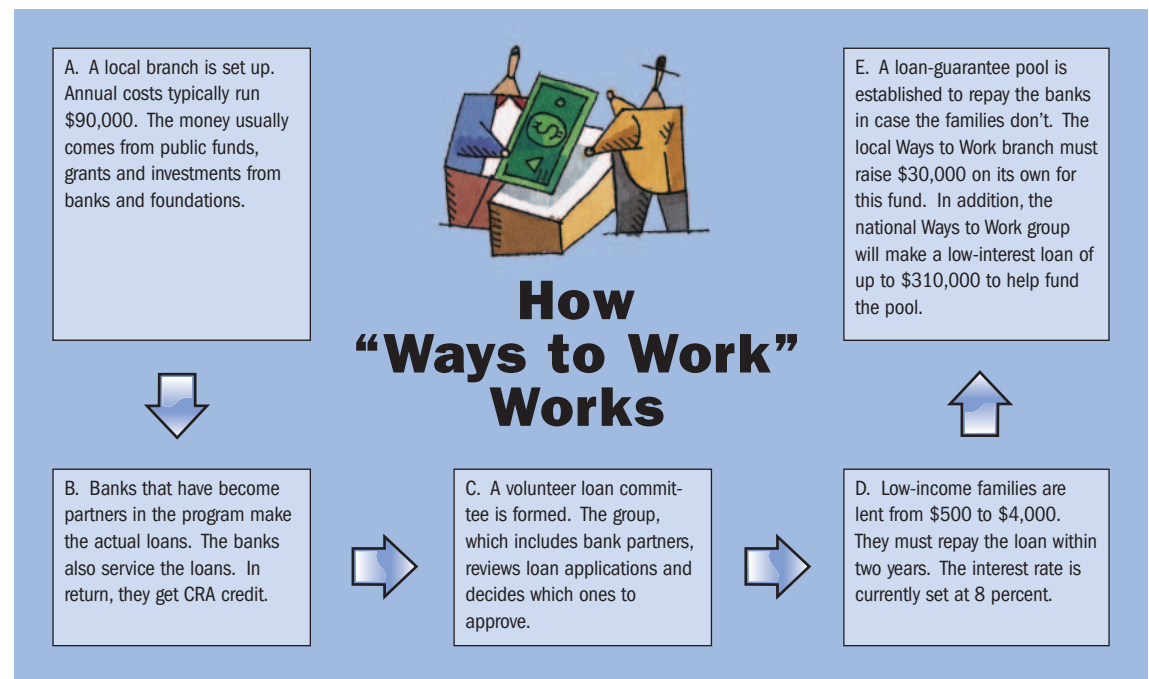 How
“Ways to Work”
Works
A. A local branch is set up.
Annual costs typically run
$90,000. The money usually
comes from public funds,
grants and investments from
banks and foundations.
B. Banks that have become
partners in the program make
the actual loans. The banks
also service the loans. In
return, they get CRA credit.
C. A volunteer loan commit-
tee is formed. The group,
which includes bank partners,
reviews loan applications and
decides which ones to
approve.
D. Low-income families are
lent from $500 to $4,000.
They must repay the loan within
two years. The interest rate is
currently set at 8 percent.
E. A loan-guarantee pool is
established to repay the banks
in case the families don’t. The
local Ways to Work branch must
raise $30,000 on its own for
this fund. In addition, the
national Ways to Work group
will make a low-interest loan of
up to $310,000 to help fund
the pool.